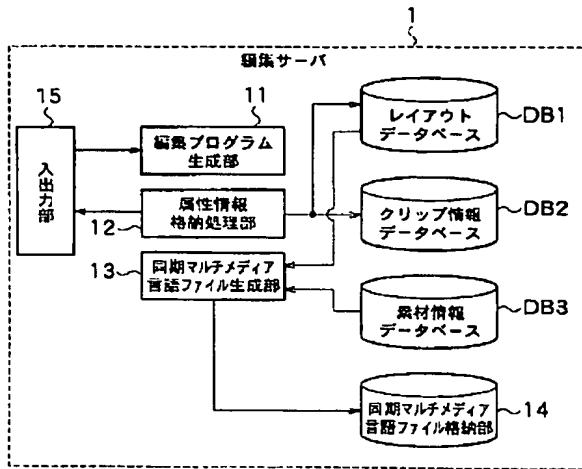 1
編集サーバ
15
入出力部
11
編集プログラム
生成部
12
属性情報
格納処理部
13
同期マルチメディア
言語ファイル生成部
レイアウト
データベース
DB1
クリップ情報
データベース
DB2
素材情報
データベース
DB3
同期マルチメディア
言語ファイル格納部
14